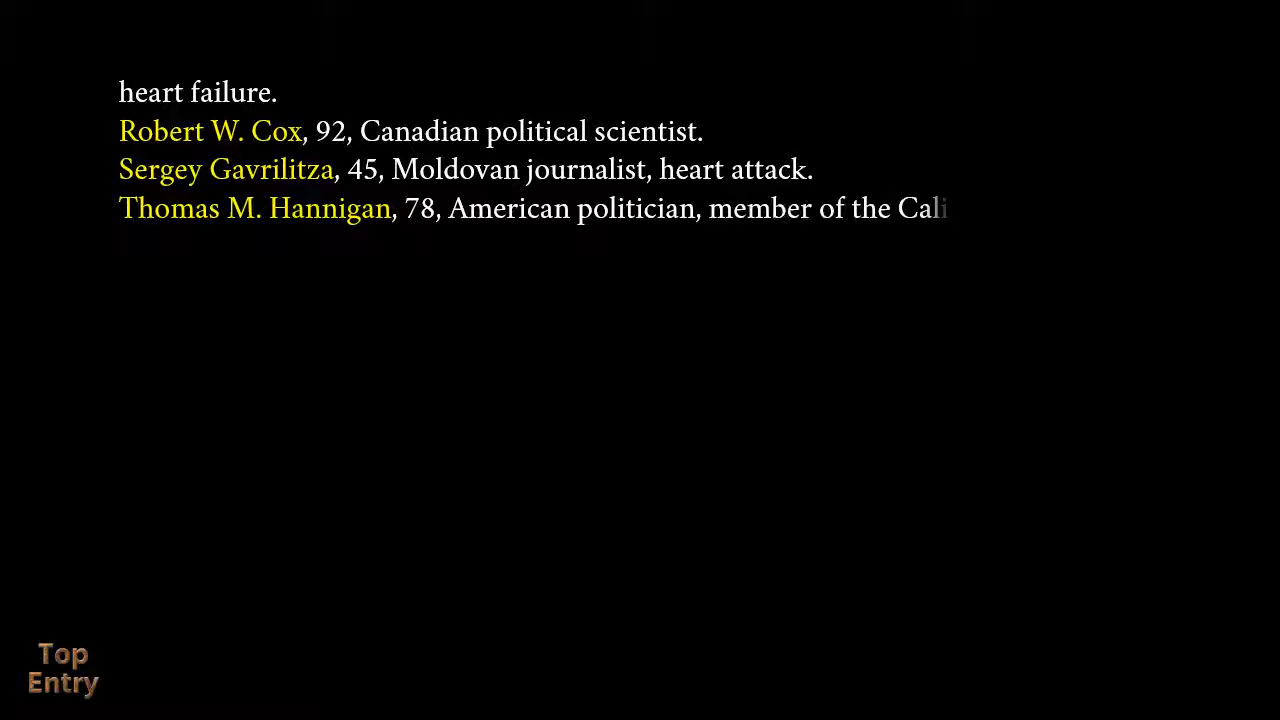 heart failure.
Robert W. Cox, 92, Canadian political scientist.
Sergey Gavrilitza, 45, Moldovan journalist, heart attack.
Thomas M. Hannigan, 78, American politician, member of the Cali
Top
Entry